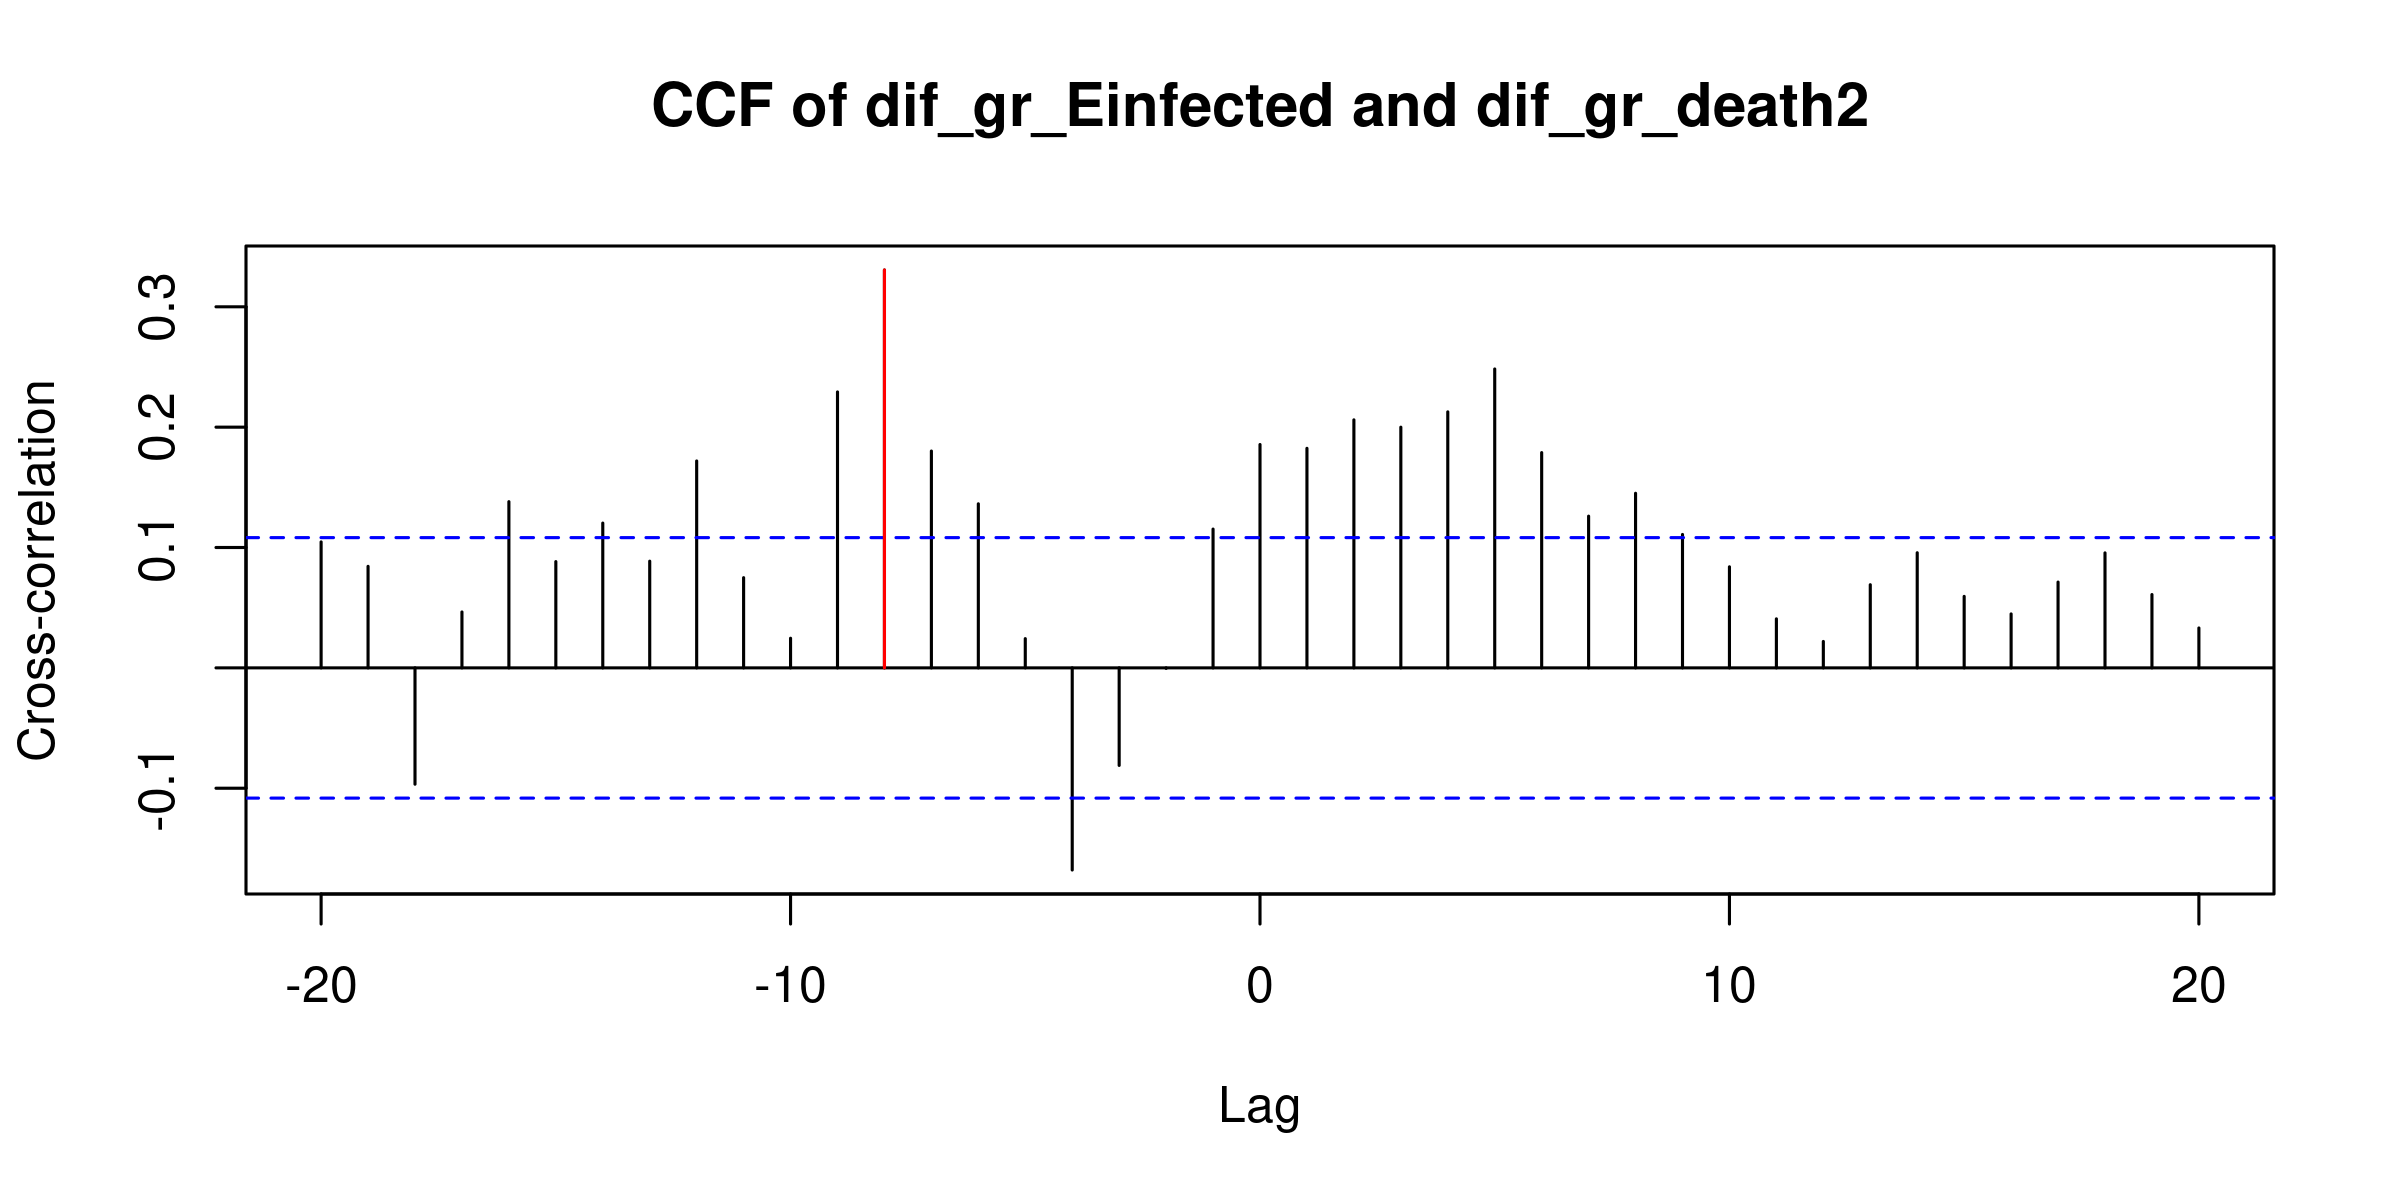 CCF of dif_gr_Einfected and dif_gr_death2
Cross-correlation
0.3
0.2
0.1
-0.1
-20 -10 0 10 20
Lag